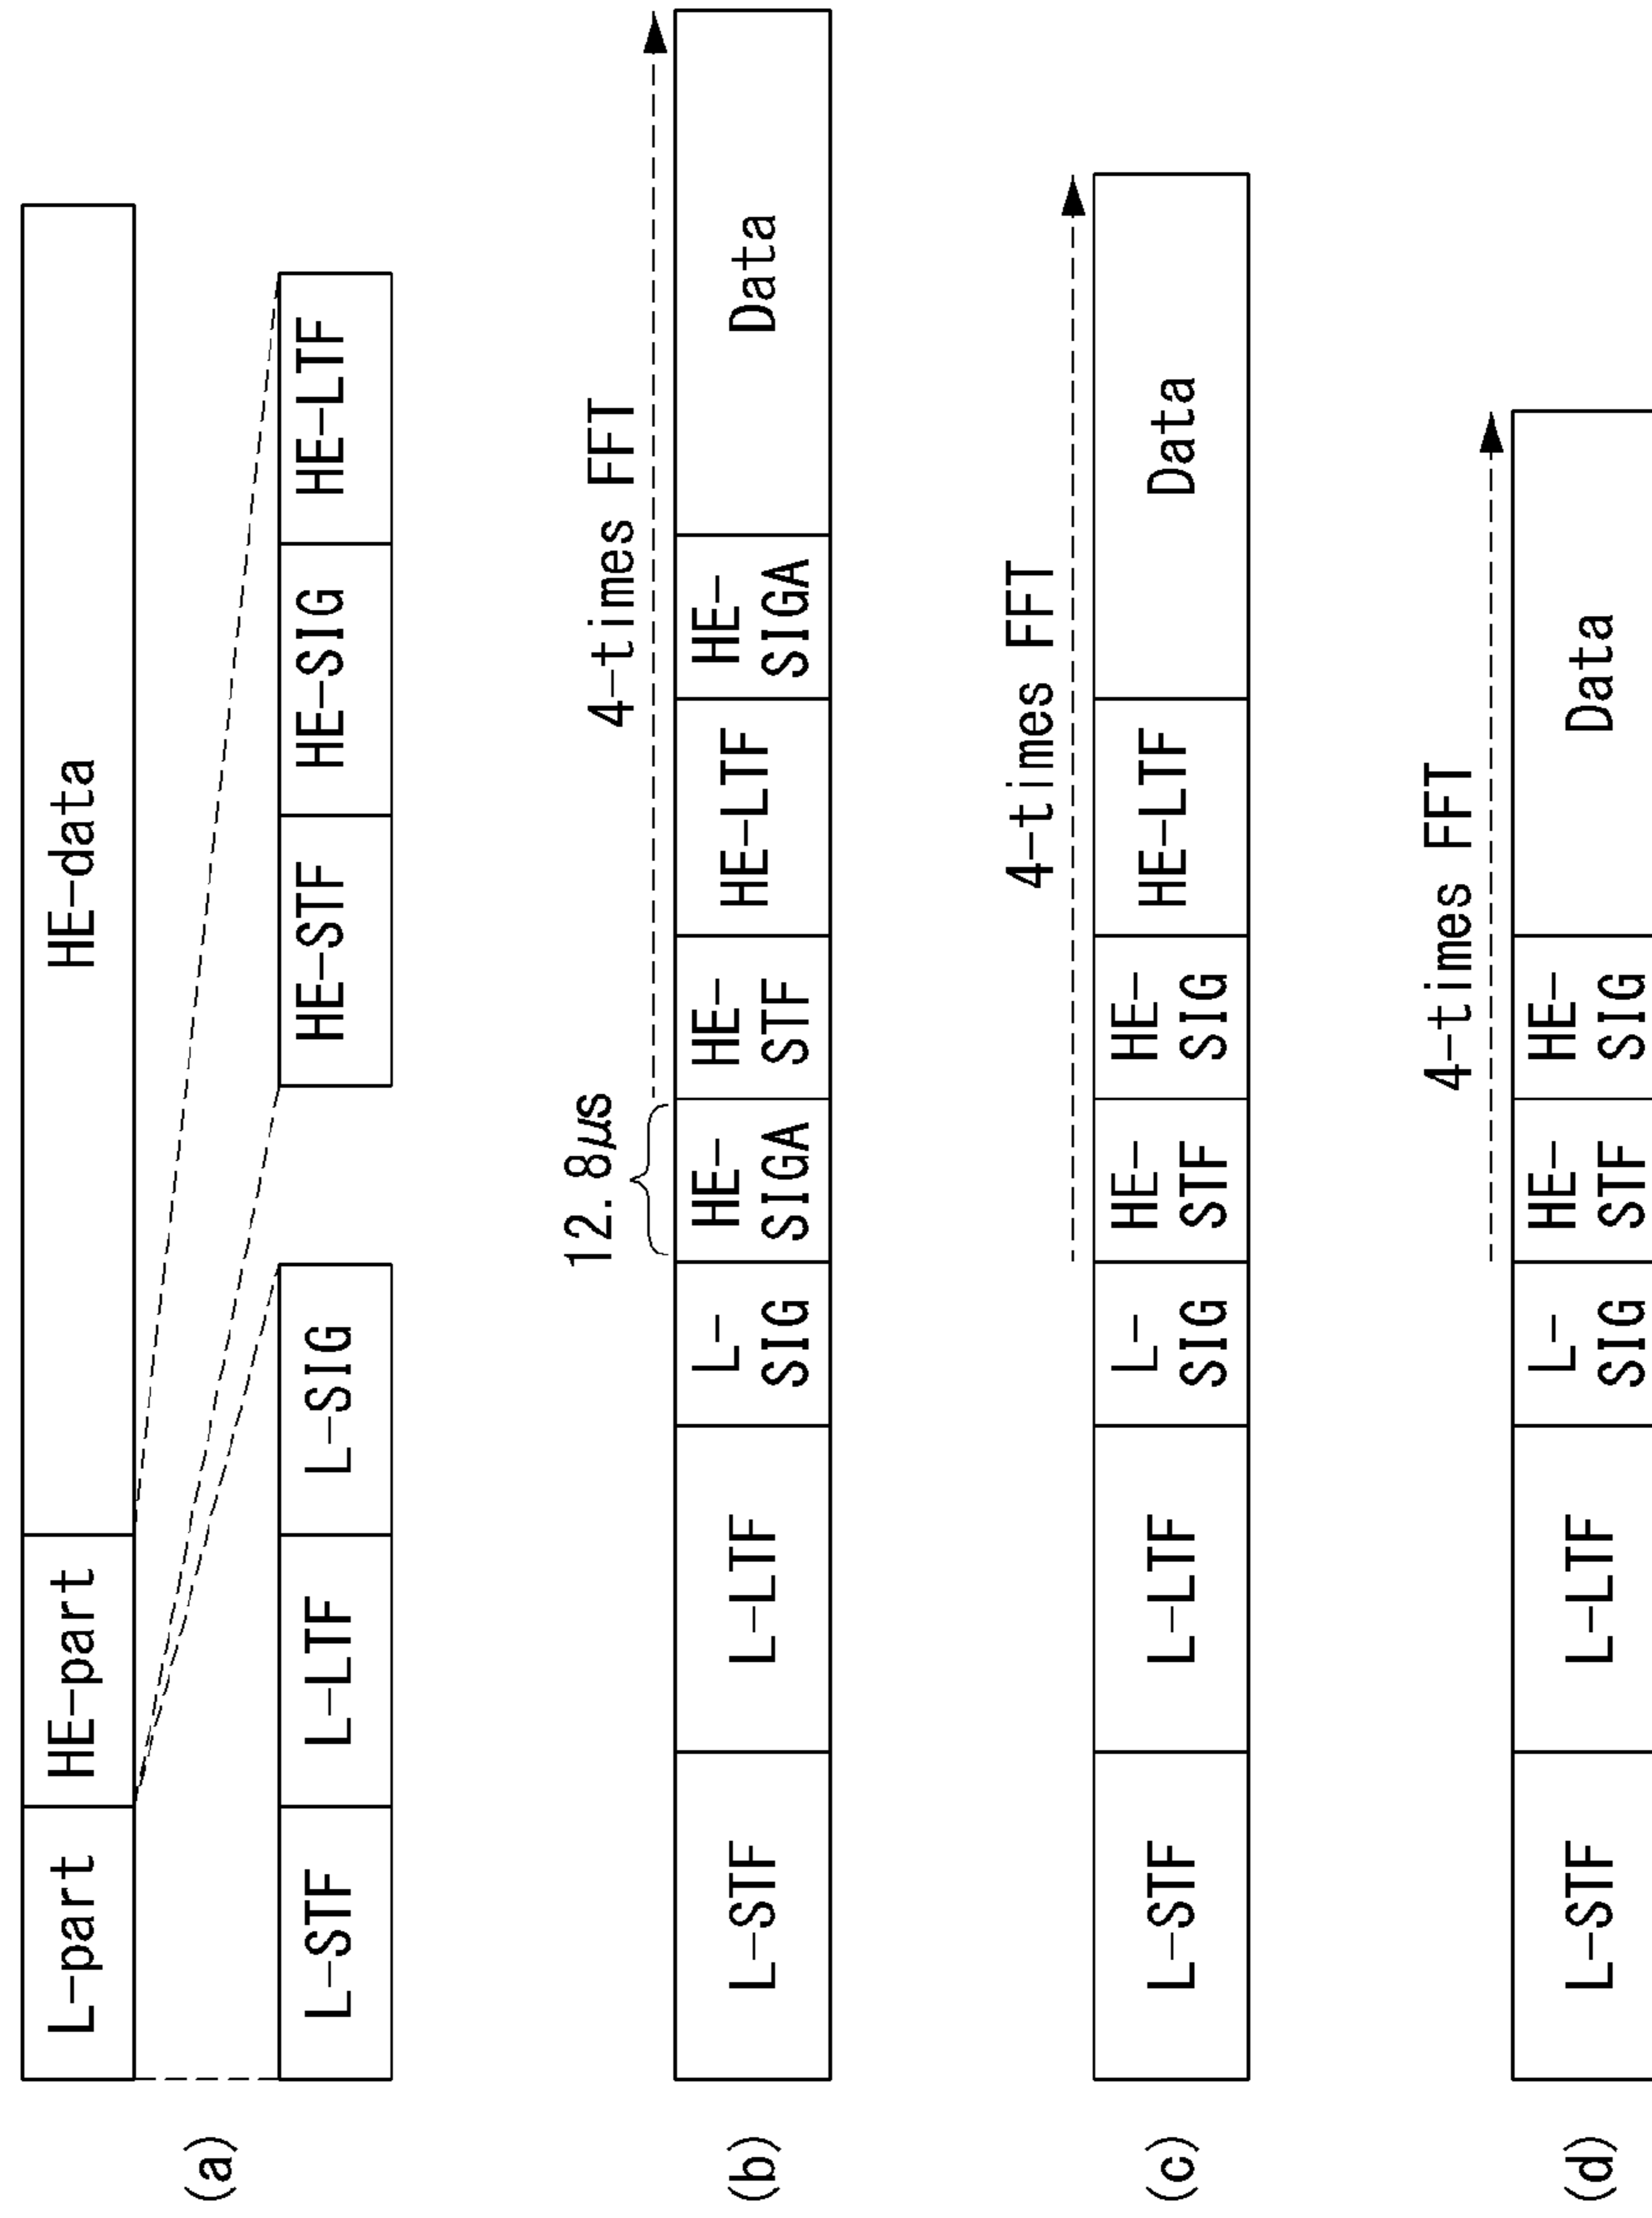 (a)
L-part HE-part HE-data
L-STF L-LTF L-SIG HE-STF HE-SIG HE-LTF
12.8μs 4-times FFT
(b)
L-STF L-LTF L-
SIG HE-
SIGA HE-
STF HE-LTF HE-
SIGA Data
4-times FFT
(c)
L-STF L-LTF L-
SIG HE-
STF HE-
SIG HE-LTF Data
4-times FFT
(d)
L-STF L-LTF L-
SIG HE-
STF HE-
SIG Data